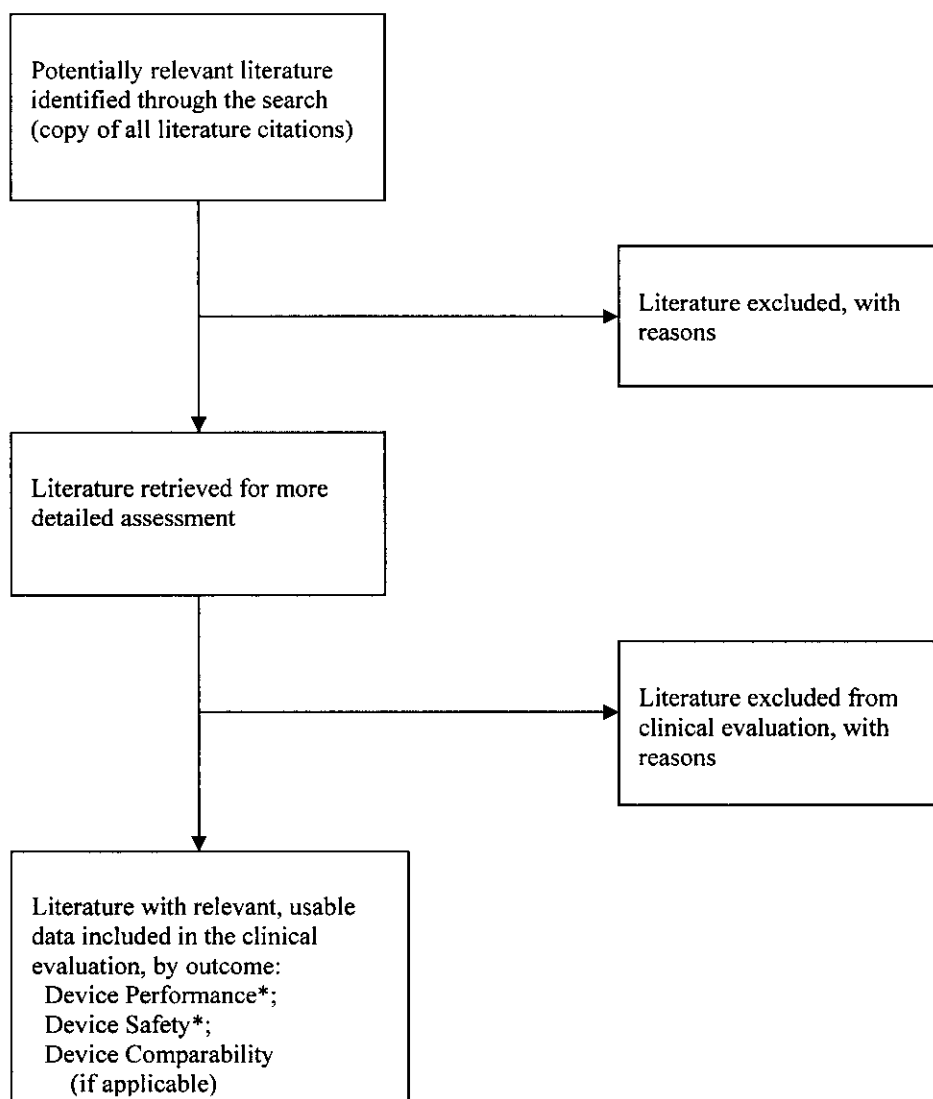 Potentially relevant literature
identified through the search
(copy of all literature citations)
Literature excluded, with
reasons
Literature retrieved for more
detailed assessment
Literature excluded from
clinical evaluation, with
reasons
Literature with relevant, usable
data included in the clinical
evaluation, by outcome:
Device Performance*;
Device Safety*;
Device Comparability
(if applicable)